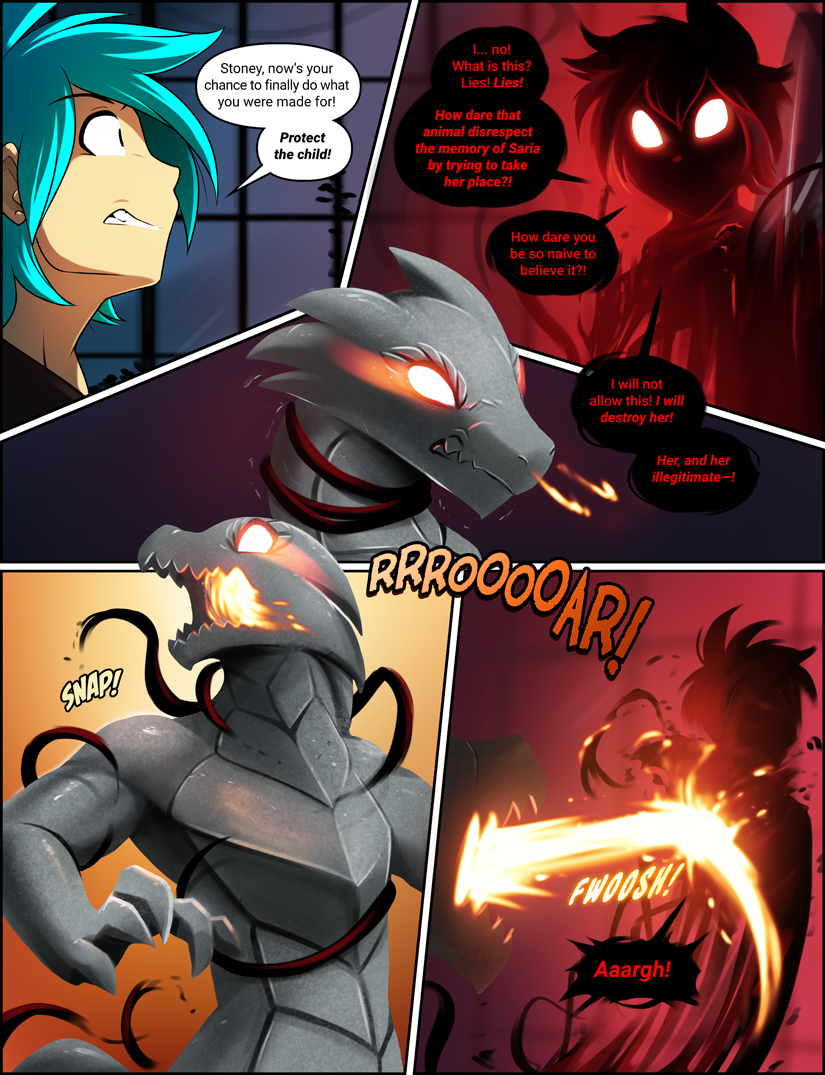 Stoney, now's your
chance to finally do what
you were made for!
Protect
the child!
I... no!
What is this?
Lies! Lies!
How dare that
animal disrespect
the memory of Saria
by trying to take
her place?!
How dare you
be so naive to
believe it?!
I will not
allow this! I will
destroy her!
Her, and her
illegitimate—!
RRROOOOAR!
SNAP!
FWOOSH!
Aaargh!